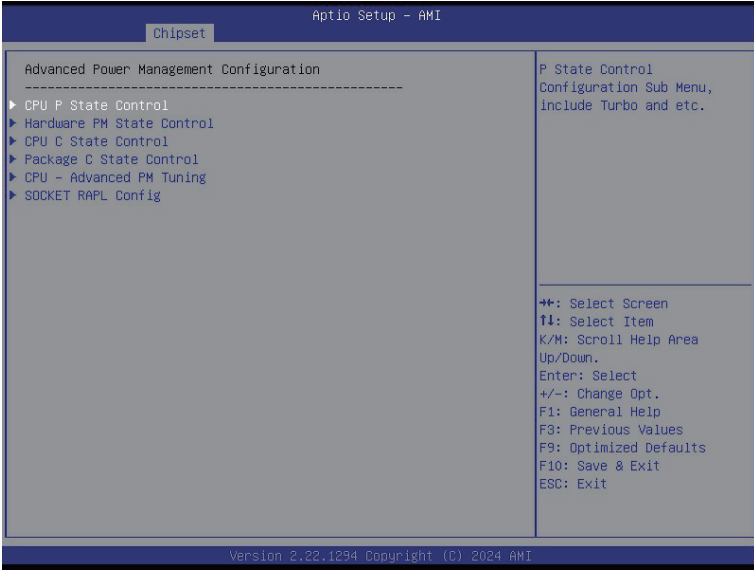 Aptio Setup – AMI
Chipset
Advanced Power Management Configuration
--------------------------------------------------
CPU P State Control
Hardware PM State Control
CPU C State Control
Package C State Control
CPU – Advanced PM Tuning
SOCKET RAPL Config
P State Control
Configuration Sub Menu,
include Turbo and etc.
→←: Select Screen
↑↓: Select Item
K/M: Scroll Help Area
Up/Down.
Enter: Select
+/-: Change Opt.
F1: General Help
F3: Previous Values
F9: Optimized Defaults
F10: Save & Exit
ESC: Exit
Version 2.22.1294 Copyright (C) 2024 AMI